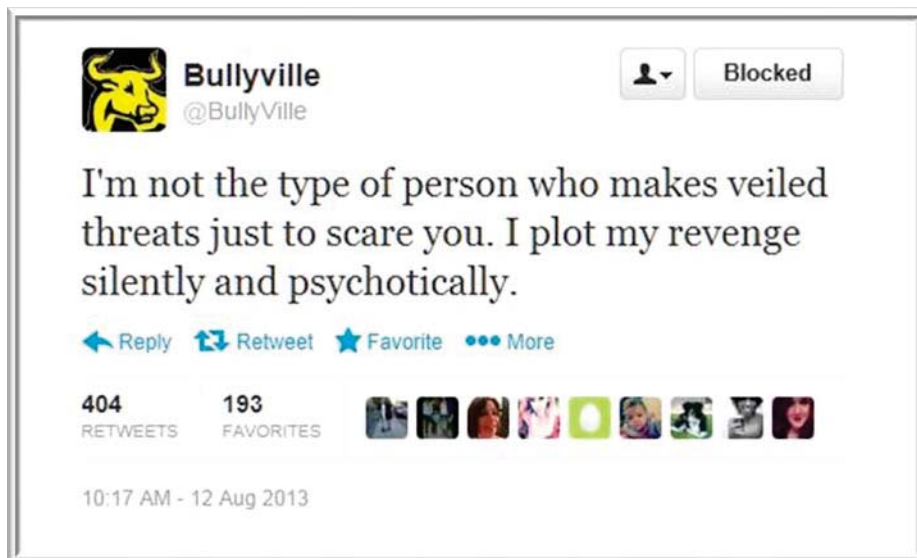 Bullyville
@BullyVille
Blocked
I'm not the type of person who makes veiled
threats just to scare you. I plot my revenge
silently and psychotically.
Reply Retweet Favorite More
404 193
RETWEETS FAVORITES
10:17 AM - 12 Aug 2013